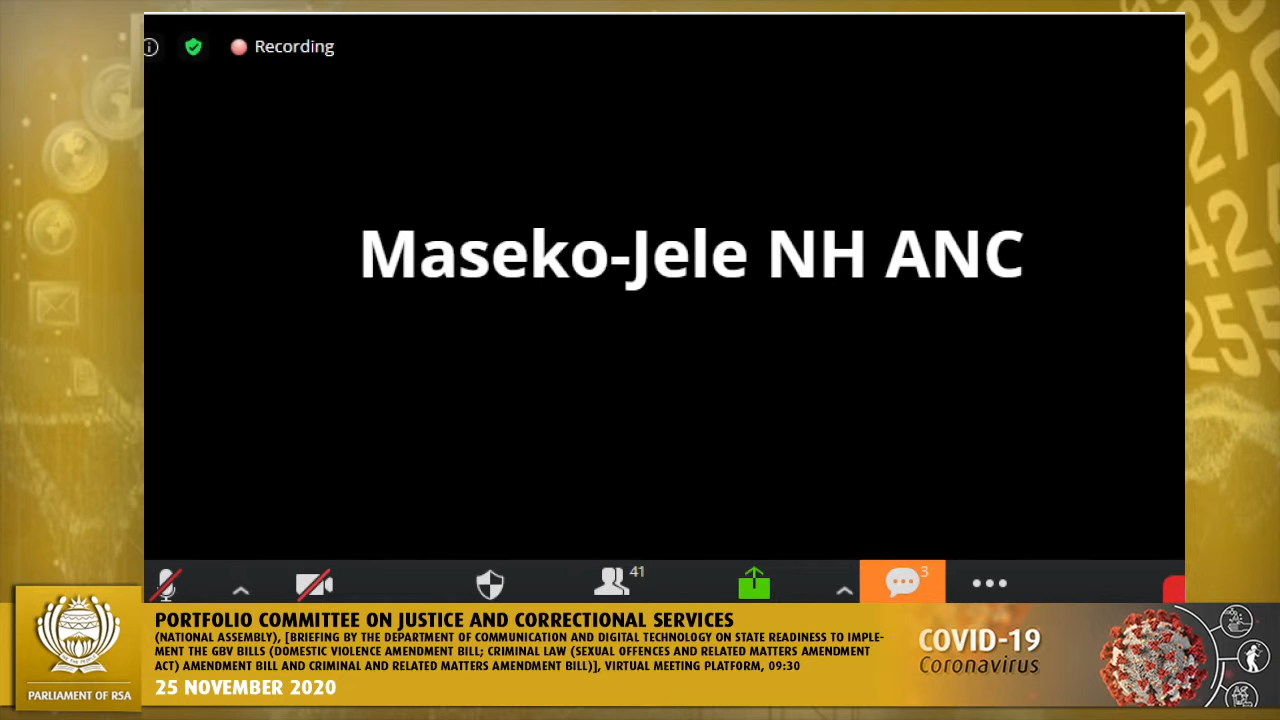 Recording
Maseko-Jele NH ANC
41
3
PORTFOLIO COMMITTEE ON JUSTICE AND CORRECTIONAL SERVICES
(NATIONAL ASSEMBLY), [BRIEFING BY THE DEPARTMENT OF COMMUNICATION AND DIGITAL TECHNOLOGY ON STATE READINESS TO IMPLE-
MENT THE GBV BILLS (DOMESTIC VIOLENCE AMENDMENT BILL; CRIMINAL LAW (SEXUAL OFFENCES AND RELATED MATTERS AMENDMENT
ACT) AMENDMENT BILL AND CRIMINAL AND RELATED MATTERS AMENDMENT BILL)], VIRTUAL MEETING PLATFORM, 09:30
25 NOVEMBER 2020
PARLIAMENT OF RSA
COVID-19
Coronavirus
27
42
255